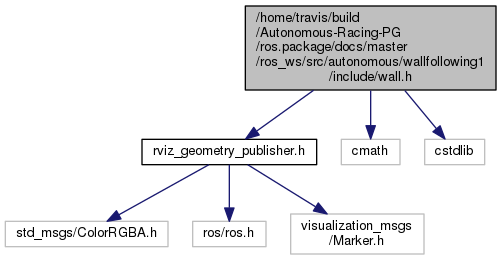 /home/travis/build
/Autonomous-Racing-PG
/ros.package/docs/master
/ros_ws/src/autonomous/wallfollowing1
/include/wall.h
rviz_geometry_publisher.h
cmath
cstdlib
std_msgs/ColorRGBA.h
ros/ros.h
visualization_msgs
/Marker.h